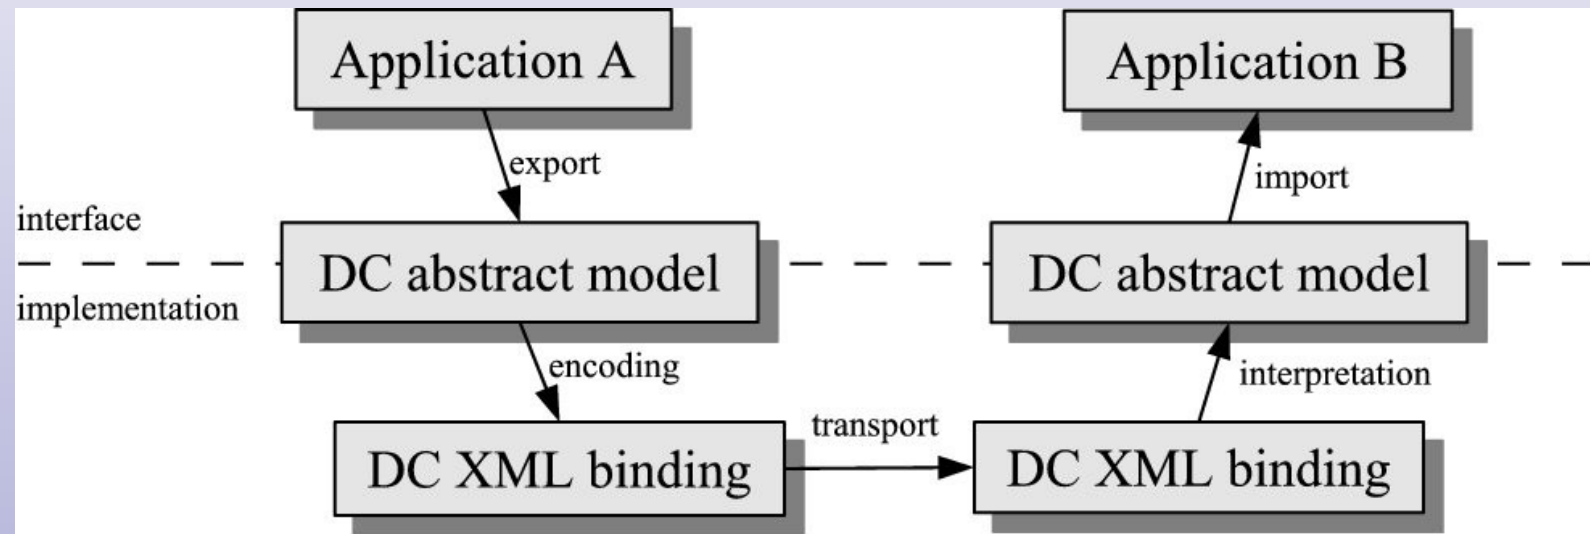 Application A
Application B
export
import
interface
DC abstract model
DC abstract model
implementation
encoding
interpretation
transport
DC XML binding
DC XML binding